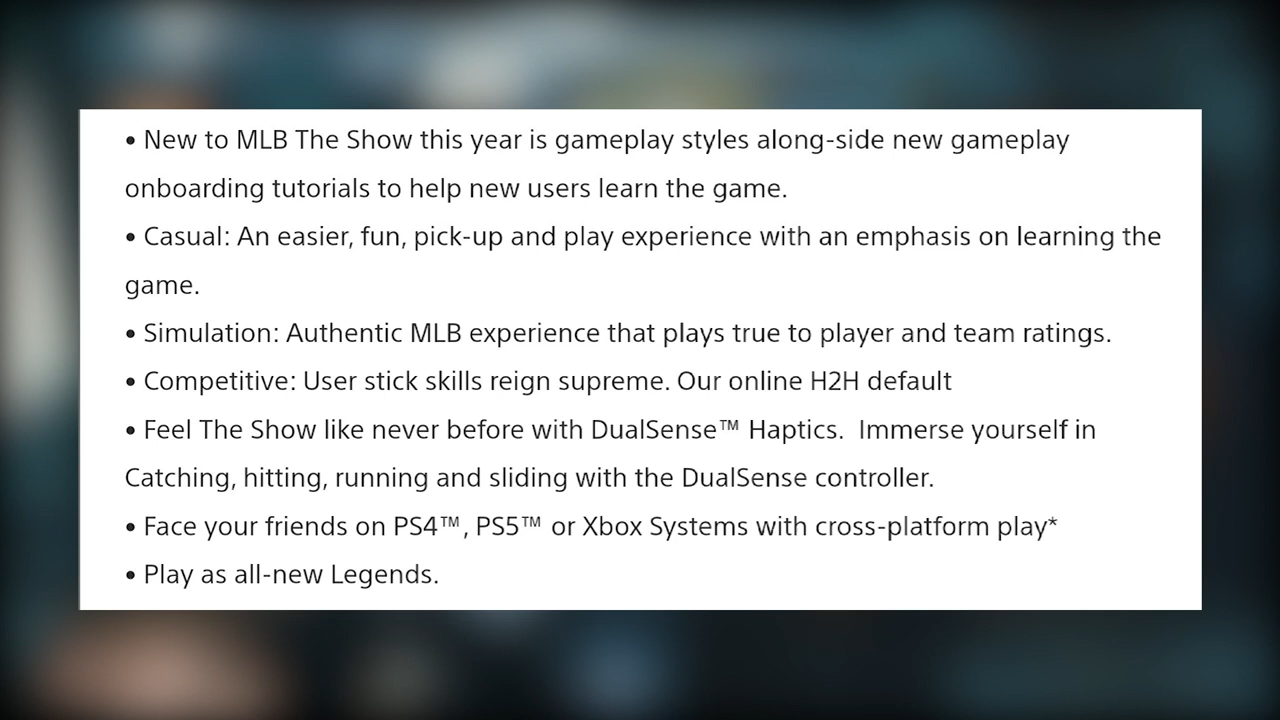 • New to MLB The Show this year is gameplay styles along-side new gameplay
onboarding tutorials to help new users learn the game.
• Casual: An easier, fun, pick-up and play experience with an emphasis on learning the
game.
• Simulation: Authentic MLB experience that plays true to player and team ratings.
• Competitive: User stick skills reign supreme. Our online H2H default
• Feel The Show like never before with DualSense™ Haptics.  Immerse yourself in
Catching, hitting, running and sliding with the DualSense controller.
• Face your friends on PS4™, PS5™ or Xbox Systems with cross-platform play*
• Play as all-new Legends.